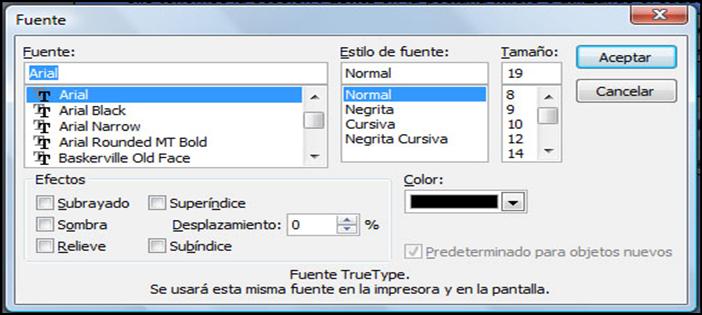 Fuente
Fuente:
Arial
Arial
Arial Black
Arial Narrow
Arial Rounded MT Bold
Baskerville Old Face
Estilo de fuente:
Normal
Normal
Negrita
Cursiva
Negrita Cursiva
Tamaño:
19
8
9
10
12
14
Aceptar
Cancelar
Efectos
Subrayado
Superíndice
Sombra
Desplazamiento: 0 %
Relieve
Subíndice
Color:
Predeterminado para objetos nuevos
Fuente TrueType.
Se usará esta misma fuente en la impresora y en la pantalla.